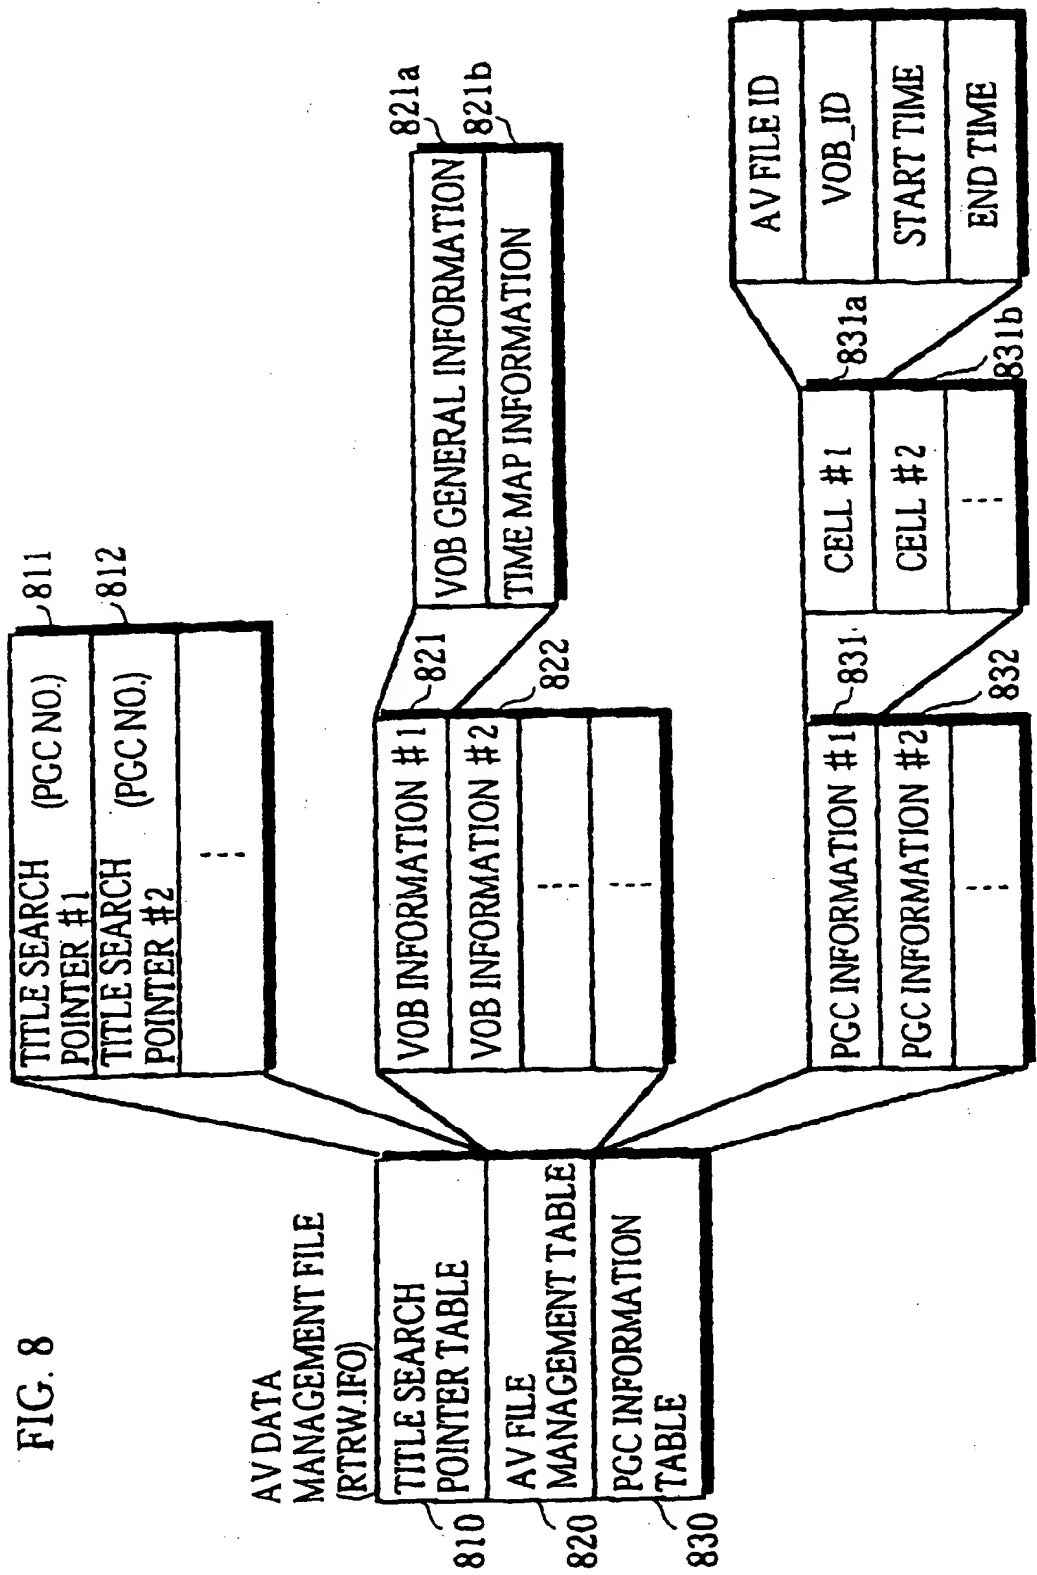 FIG. 8
AV DATA
MANAGEMENT FILE
(RTRW.IFO)
TITLE SEARCH
POINTER TABLE
AV FILE
MANAGEMENT TABLE
PGC INFORMATION
TABLE
810
820
830
TITLE SEARCH
POINTER #1 (PGC NO.)
TITLE SEARCH
POINTER #2 (PGC NO.)
811
812
VOB INFORMATION #1
VOB INFORMATION #2
821
822
VOB GENERAL INFORMATION
TIME MAP INFORMATION
821a
821b
PGC INFORMATION #1
PGC INFORMATION #2
831
832
CELL #1
CELL #2
831a
831b
AV FILE ID
VOB_ID
START TIME
END TIME